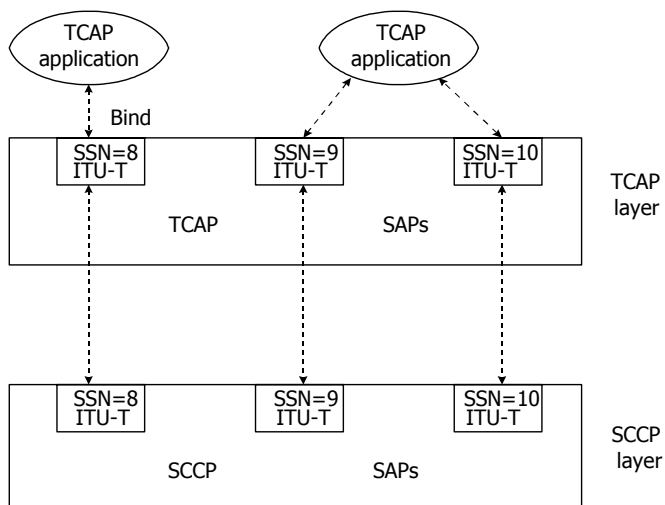 TCAP
application
TCAP
application
Bind
SSN=8
ITU-T
SSN=9
ITU-T
SSN=10
ITU-T
TCAP
SAPs
TCAP
layer
SSN=8
ITU-T
SSN=9
ITU-T
SSN=10
ITU-T
SCCP
SAPs
SCCP
layer